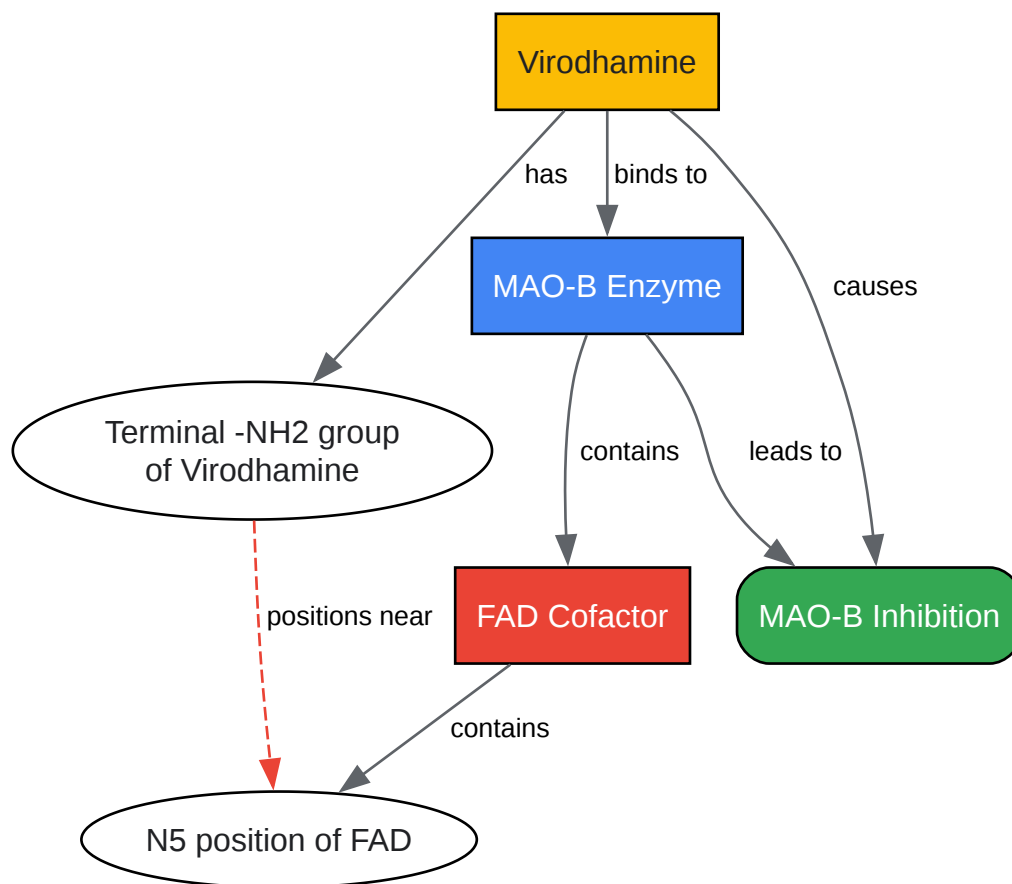 Virodhamine
has
binds to
MAO-B Enzyme
causes
Terminal -NH2 group
of Virodhamine
contains
leads to
positions near
FAD Cofactor
MAO-B Inhibition
contains
N5 position of FAD